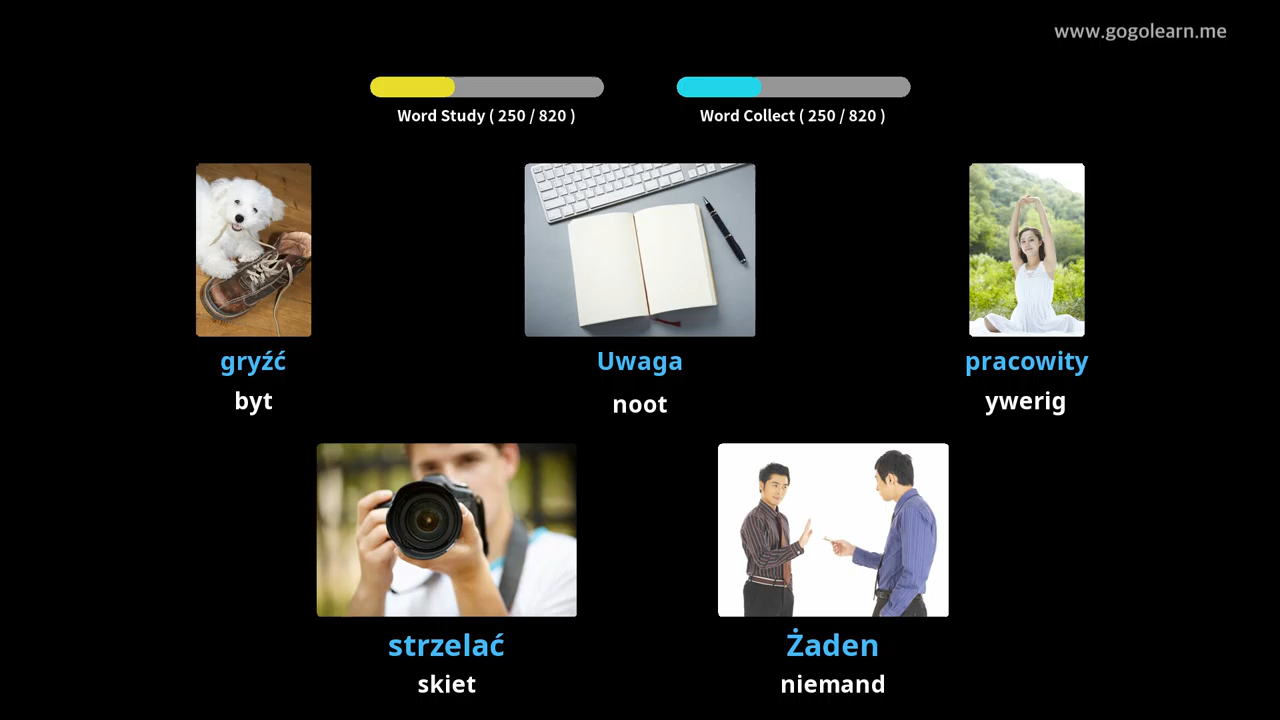 www.gogolearn.me
Word Study ( 250 / 820 )
Word Collect ( 250 / 820 )
gryźć
byt
Uwaga
noot
pracowity
ywerig
strzelać
skiet
Żaden
niemand